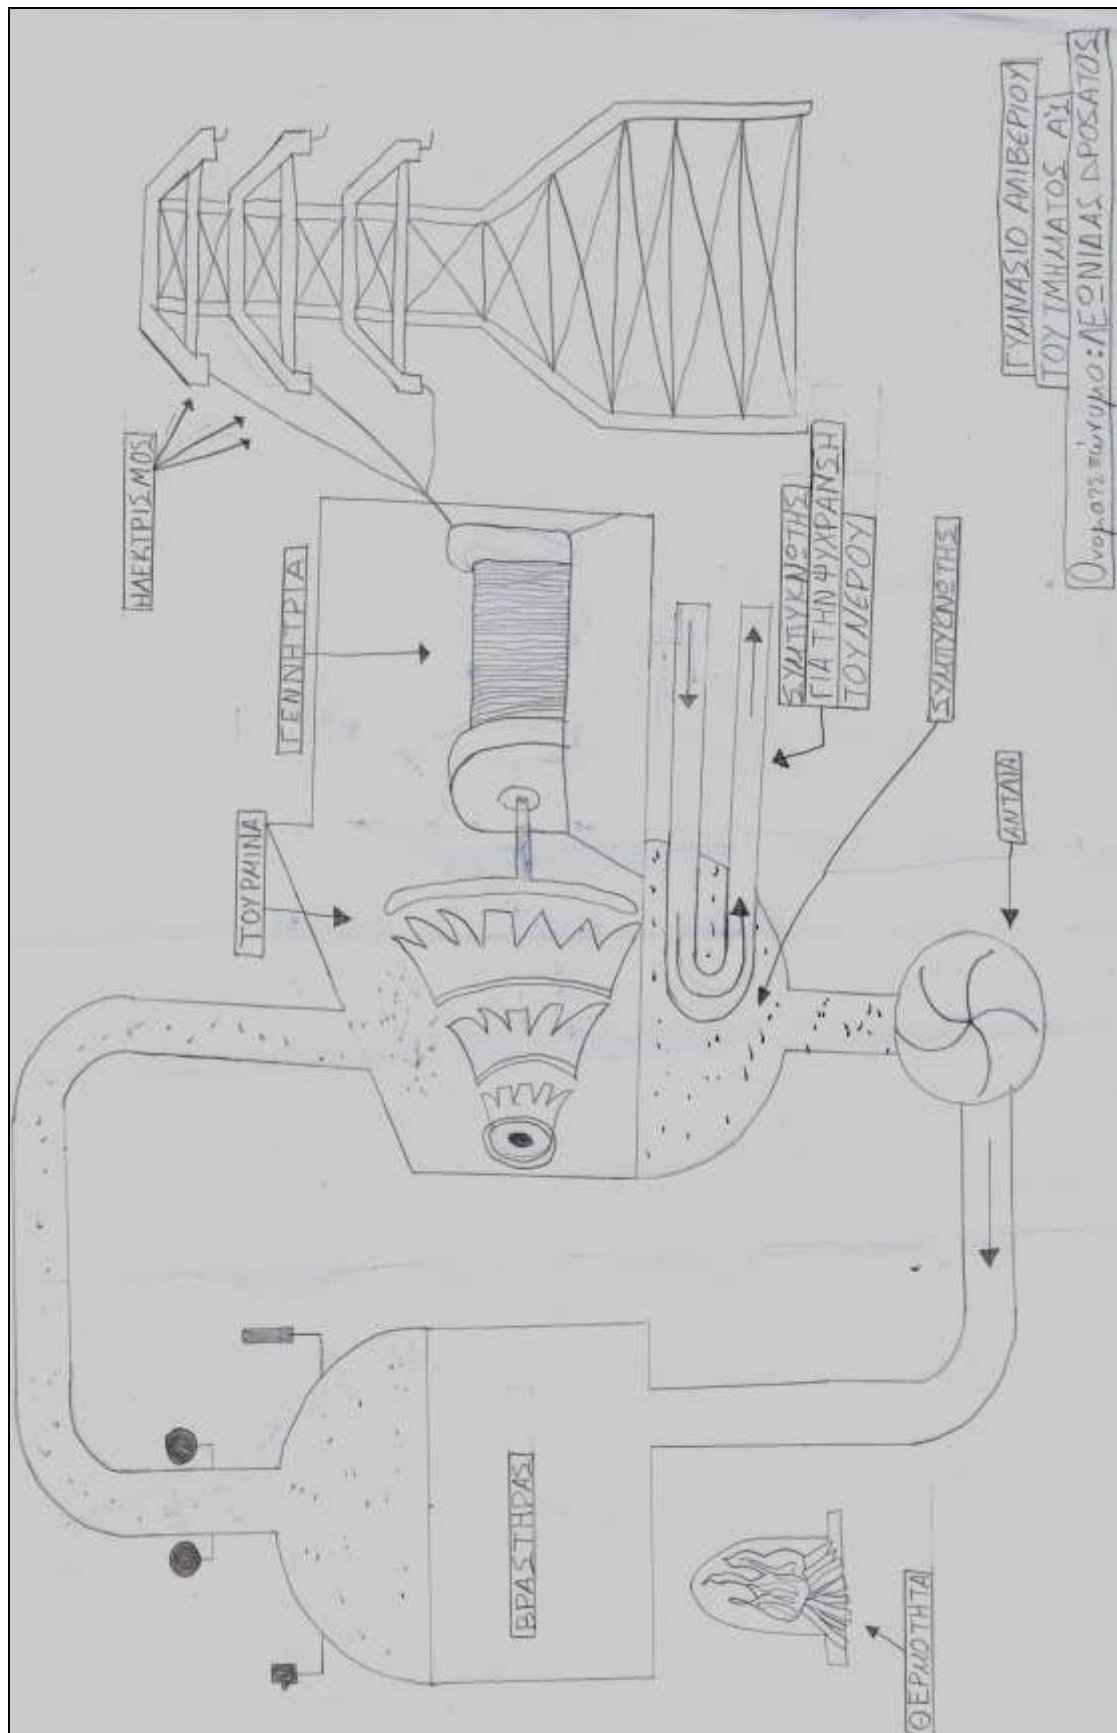 ΗΛΕΚΤΡΙΣΜΟΣ
ΓΕΝΝΗΤΡΙΑ
ΤΟΥΡΜΠΙΝΑ
ΣΥΜΠΥΚΝΩΤΗΣ
ΓΙΑ ΤΗΝ ΨΥΧΡΑΝΣΗ
ΤΟΥ ΝΕΡΟΥ
ΣΥΜΠΥΚΝΩΤΗΣ
ΑΝΤΛΙΑ
ΒΡΑΣΤΗΡΑΣ
ΘΕΡΜΟΤΗΤΑ
ΓΥΜΝΑΣΙΟ ΑΛΙΒΕΡΙΟΥ
ΤΟΥ ΤΜΗΜΑΤΟΣ Α'1
Ονοματεπώνυμο: ΛΕΩΝΙΔΑΣ ΔΡΟΣΑΤΟΣ